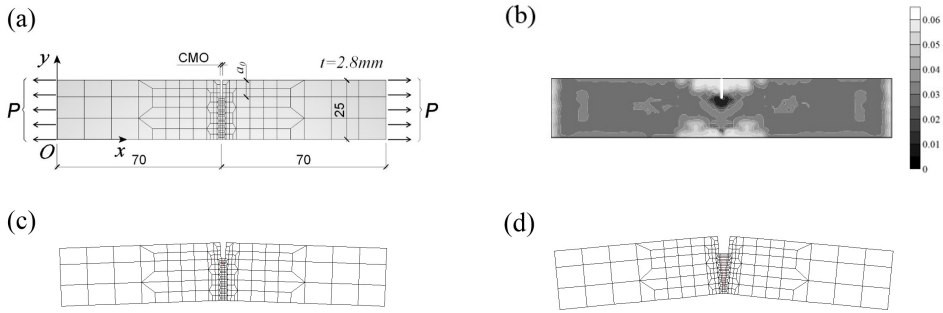 (a)
y
CMO
a₀
t=2.8mm
P
P
25
O
x
70
70
(b)
0.06
0.05
0.04
0.03
0.02
0.01
0
(c)
(d)